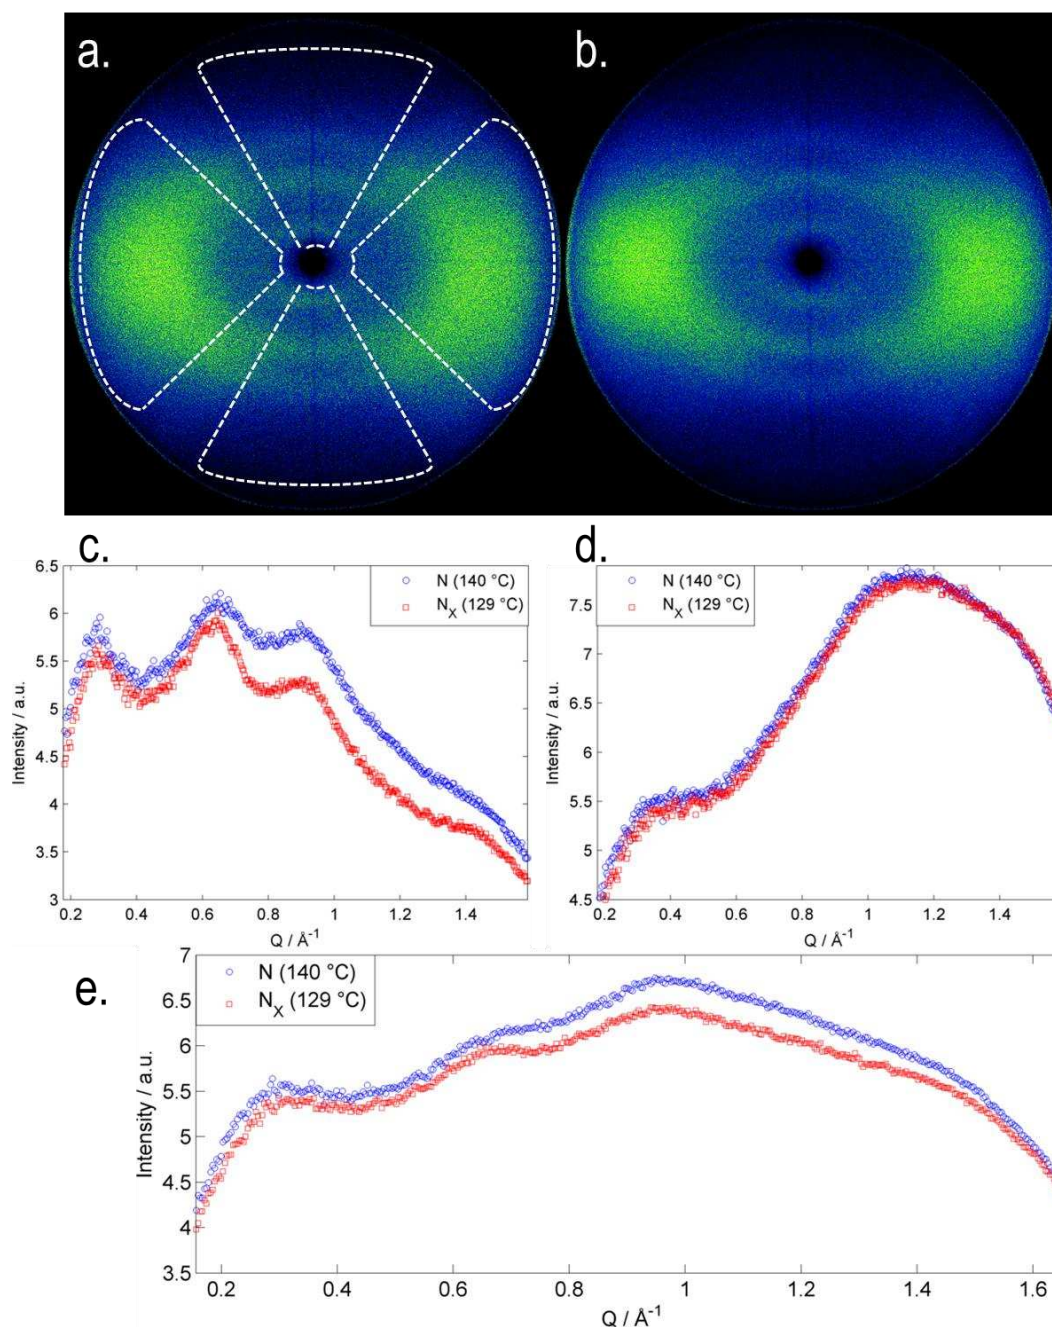 a.
b.
c.
6.5
6
5.5
5
4.5
4
3.5
3
Intensity / a.u.
N (140 °C)
N_X (129 °C)
0.2 0.4 0.6 0.8 1 1.2 1.4
Q / Å⁻¹
d.
7.5
7
6.5
6
5.5
5
4.5
Intensity / a.u.
N (140 °C)
N_X (129 °C)
0.2 0.4 0.6 0.8 1 1.2 1.4
Q / Å⁻¹
e.
7
6.5
6
5.5
5
4.5
4
3.5
Intensity / a.u.
N (140 °C)
N_X (129 °C)
0.2 0.4 0.6 0.8 1 1.2 1.4 1.6
Q / Å⁻¹